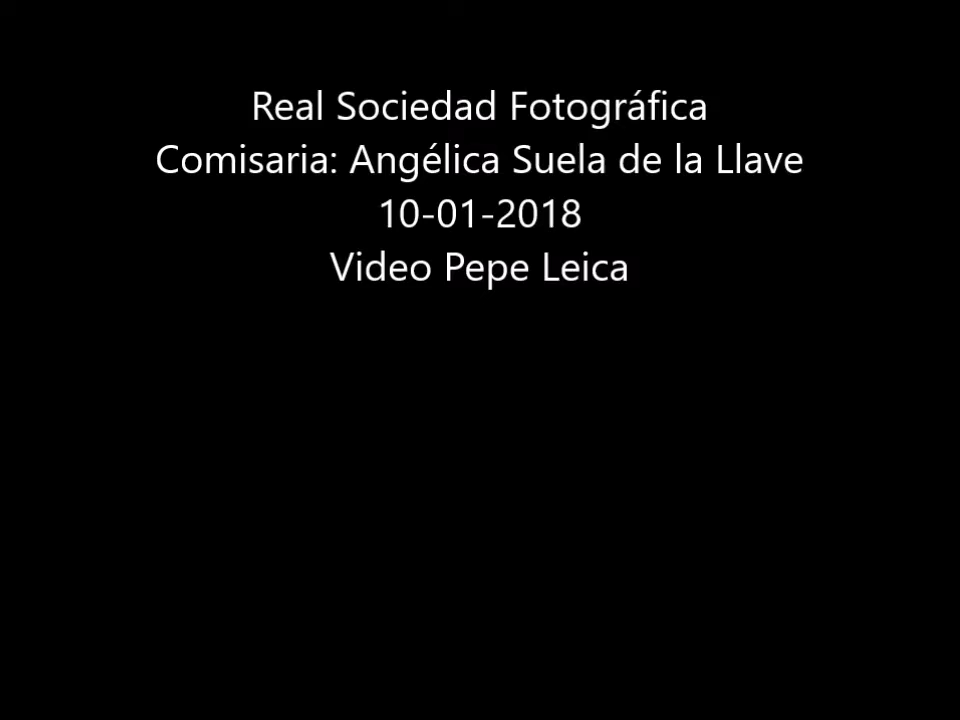 Real Sociedad Fotográfica
Comisaria: Angélica Suela de la Llave
10-01-2018
Video Pepe Leica